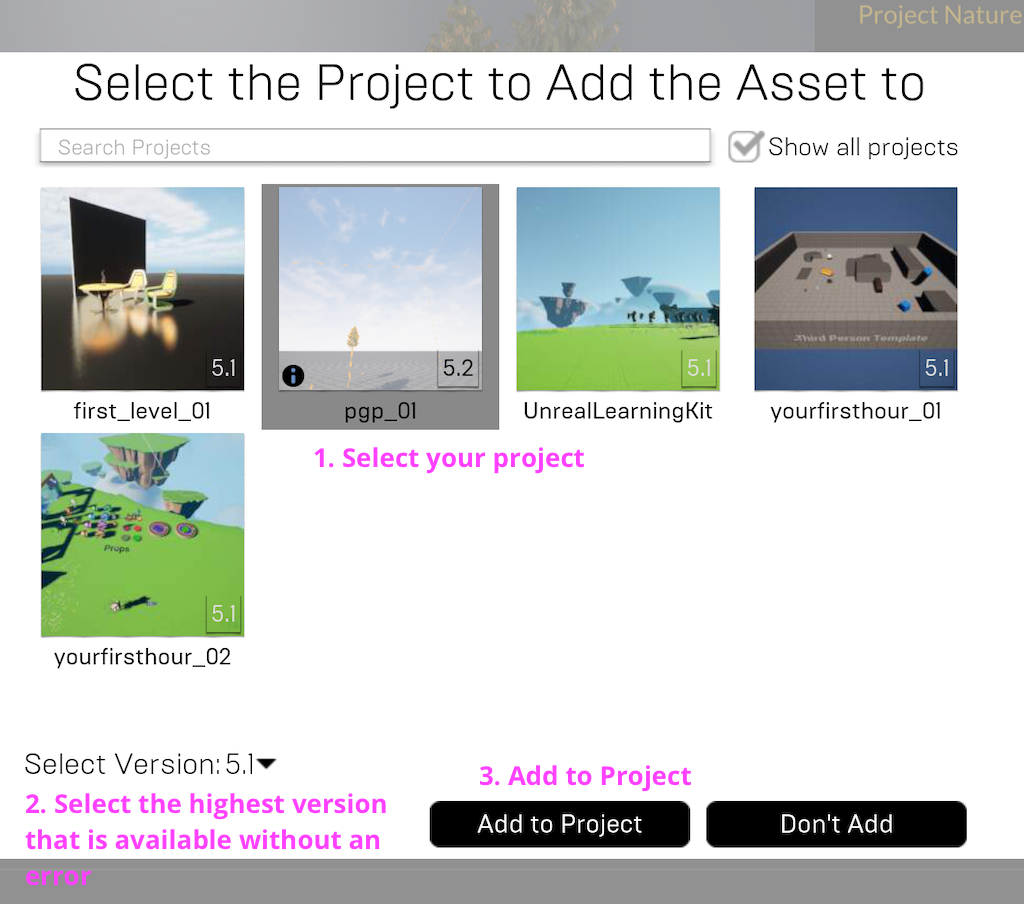 Project Nature
Select the Project to Add the Asset to
Search Projects
Show all projects
5.1
5.2
5.1
Third Person Template
5.1
first_level_01
pgp_01
UnrealLearningKit
yourfirsthour_01
1. Select your project
Props
5.1
yourfirsthour_02
Select Version: 5.1
3. Add to Project
2. Select the highest version
that is available without an
error
Add to Project
Don't Add